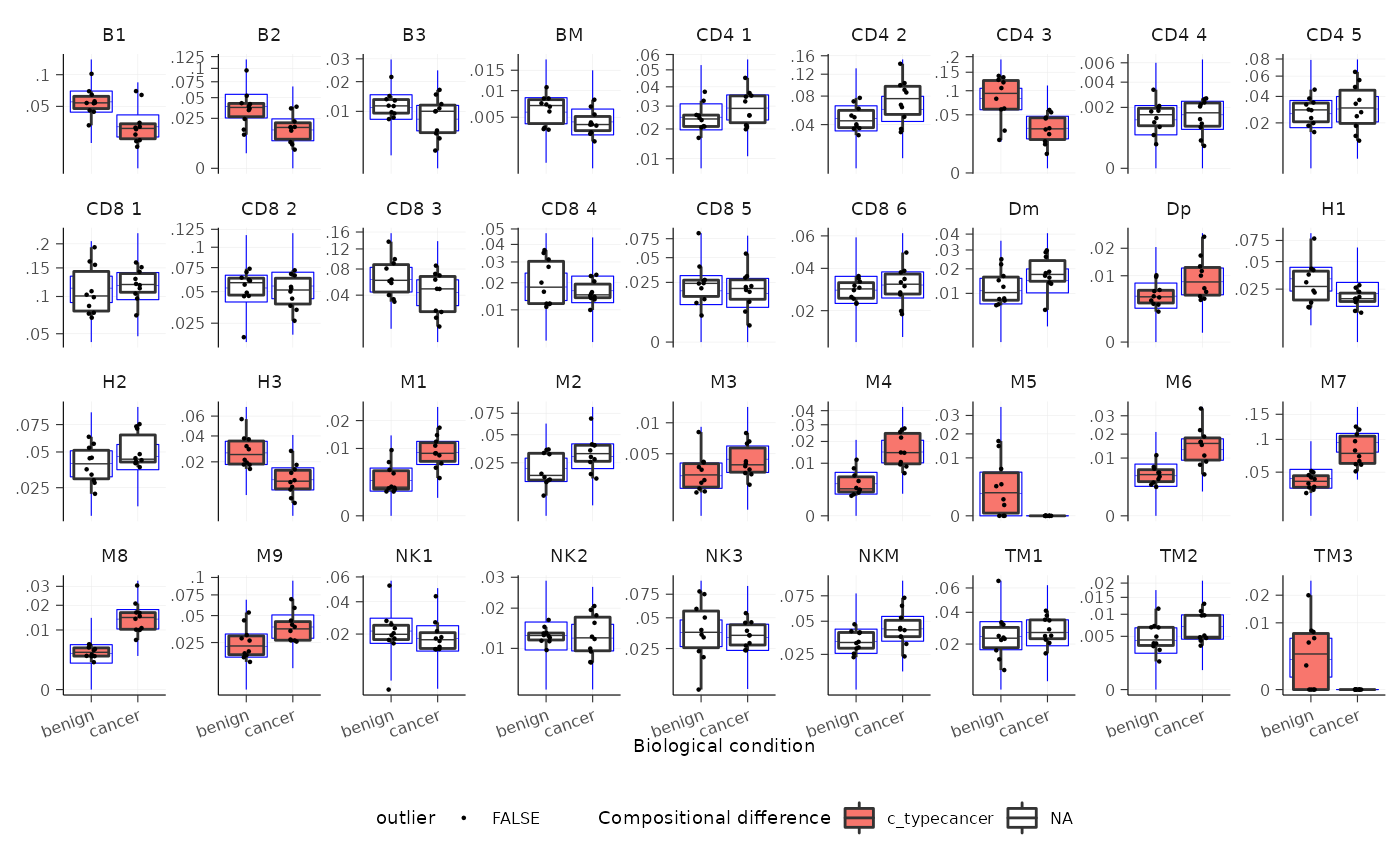 B1 B2 B3 BM CD4 1 CD4 2 CD4 3 CD4 4 CD4 5
.1 .05
.125 .1 .075 .05 .025 0
.03 .02 .01
.015 .01 .005
.06 .05 .04 .03 .02 .01
.16 .12 .08 .04
.2 .15 .1 .05 0
.006 .004 .002 0
.08 .06 .04 .02
CD8 1 CD8 2 CD8 3 CD8 4 CD8 5 CD8 6 Dm Dp H1
.2 .15 .1 .05
.125 .1 .075 .05 .025
.16 .12 .08 .04
.05 .04 .03 .02 .01
.075 .05 .025 0
.06 .04 .02
.04 .03 .02 .01
.02 .01 0
.075 .05 .025
H2 H3 M1 M2 M3 M4 M5 M6 M7
.075 .05 .025
.06 .04 .02
.02 .01 0
.075 .05 .025
.01 .005
.04 .03 .02 .01 0
.03 .02 .01 0
.03 .02 .01 0
.15 .1 .05
M8 M9 NK1 NK2 NK3 NKM TM1 TM2 TM3
.03 .02 .01 0
.1 .075 .05 .025
.06 .04 .02
.03 .02 .01
.075 .05 .025
.075 .05 .025
.06 .04 .02
.02 .015 .01 .005 0
.02 .01 0
benign cancer benign cancer benign cancer benign cancer benign cancer benign cancer benign cancer benign cancer benign cancer
Biological condition
outlier FALSE Compositional difference c_typecancer NA